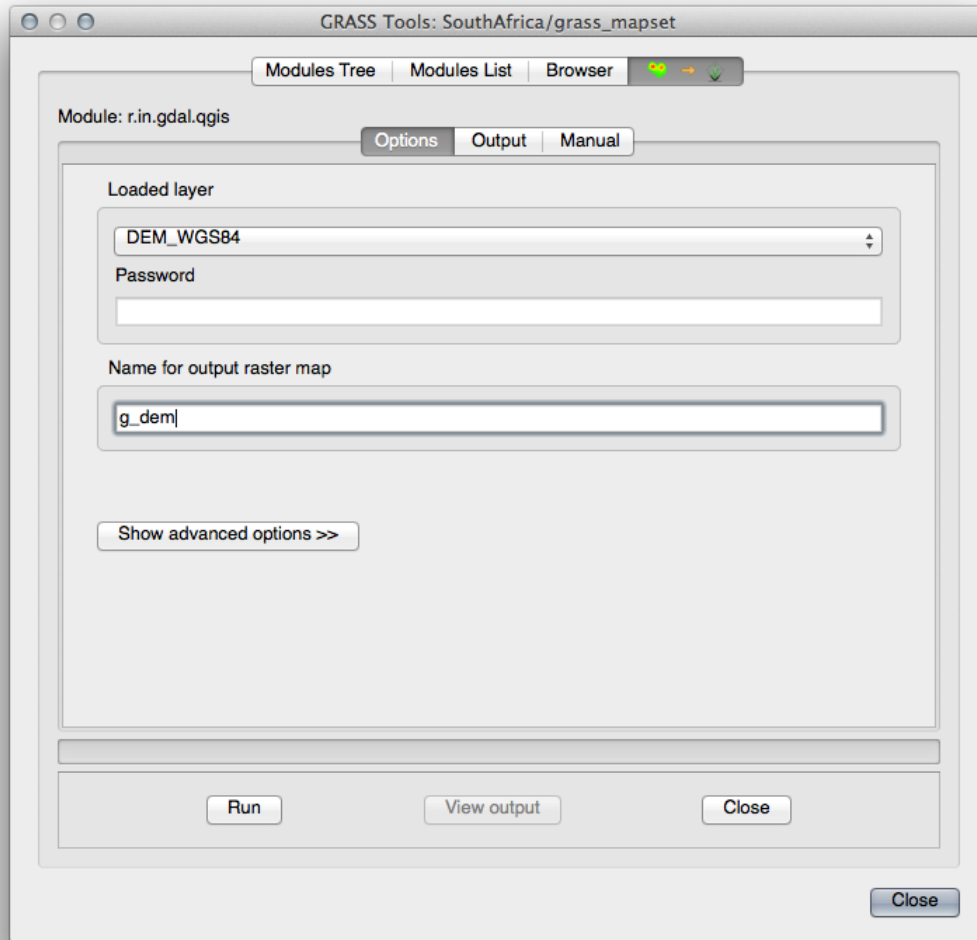 GRASS Tools: SouthAfrica/grass_mapset
Modules Tree Modules List Browser
Module: r.in.gdal.qgis
Options Output Manual
Loaded layer
DEM_WGS84
Password
Name for output raster map
g_dem
Show advanced options >>
Run View output Close
Close